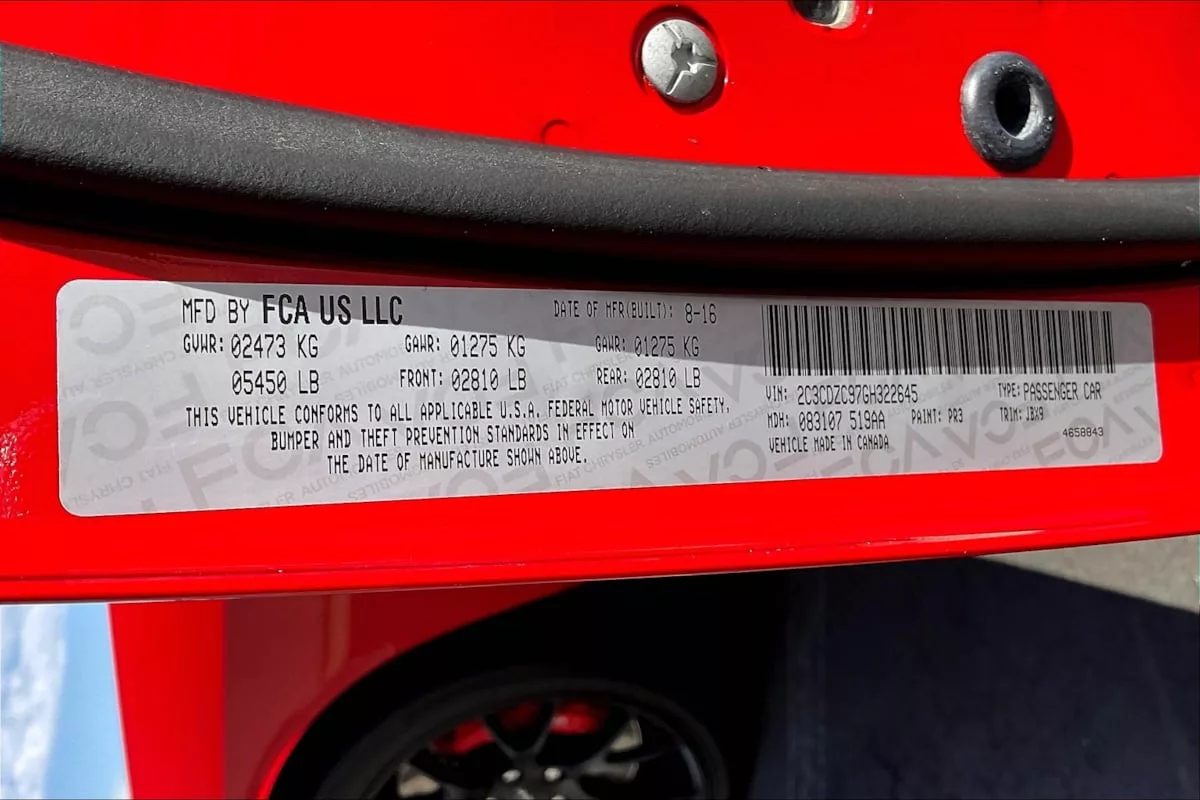 MFD BY FCA US LLC DATE OF MFR(BUILT): 8-16
GVWR: 02473 KG GAWR: 01275 KG GAWR: 01275 KG
05450 LB FRONT: 02810 LB REAR: 02810 LB
THIS VEHICLE CONFORMS TO ALL APPLICABLE U.S.A. FEDERAL MOTOR VEHICLE SAFETY,
BUMPER AND THEFT PREVENTION STANDARDS IN EFFECT ON
THE DATE OF MANUFACTURE SHOWN ABOVE.
VIN: 2C3CDZC97GH322645 TYPE: PASSENGER CAR
MDH: 083107 519AA PAINT: PR3 TRIM: JBX9
VEHICLE MADE IN CANADA 4658843